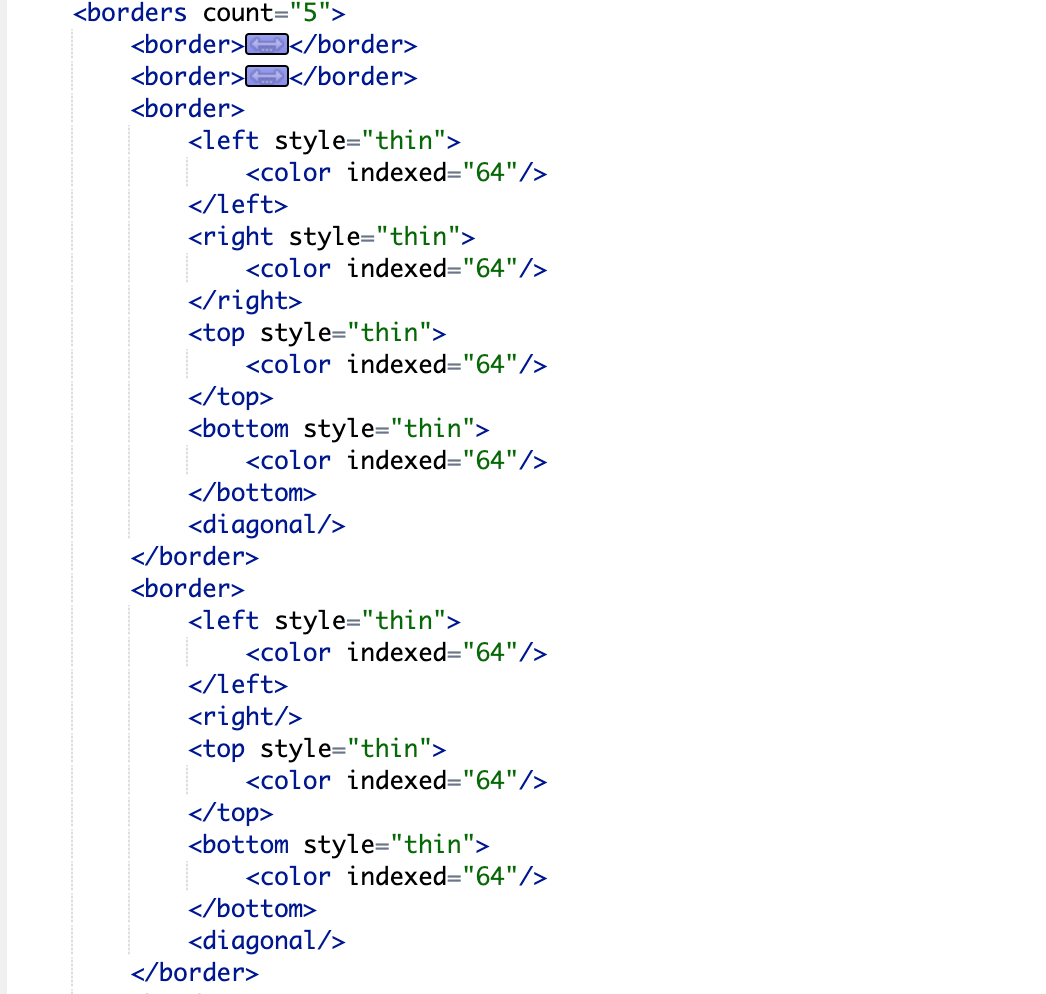 <borders count="5">
<border></border>
<border></border>
<border>
<left style="thin">
<color indexed="64"/>
</left>
<right style="thin">
<color indexed="64"/>
</right>
<top style="thin">
<color indexed="64"/>
</top>
<bottom style="thin">
<color indexed="64"/>
</bottom>
<diagonal/>
</border>
<border>
<left style="thin">
<color indexed="64"/>
</left>
<right/>
<top style="thin">
<color indexed="64"/>
</top>
<bottom style="thin">
<color indexed="64"/>
</bottom>
<diagonal/>
</border>